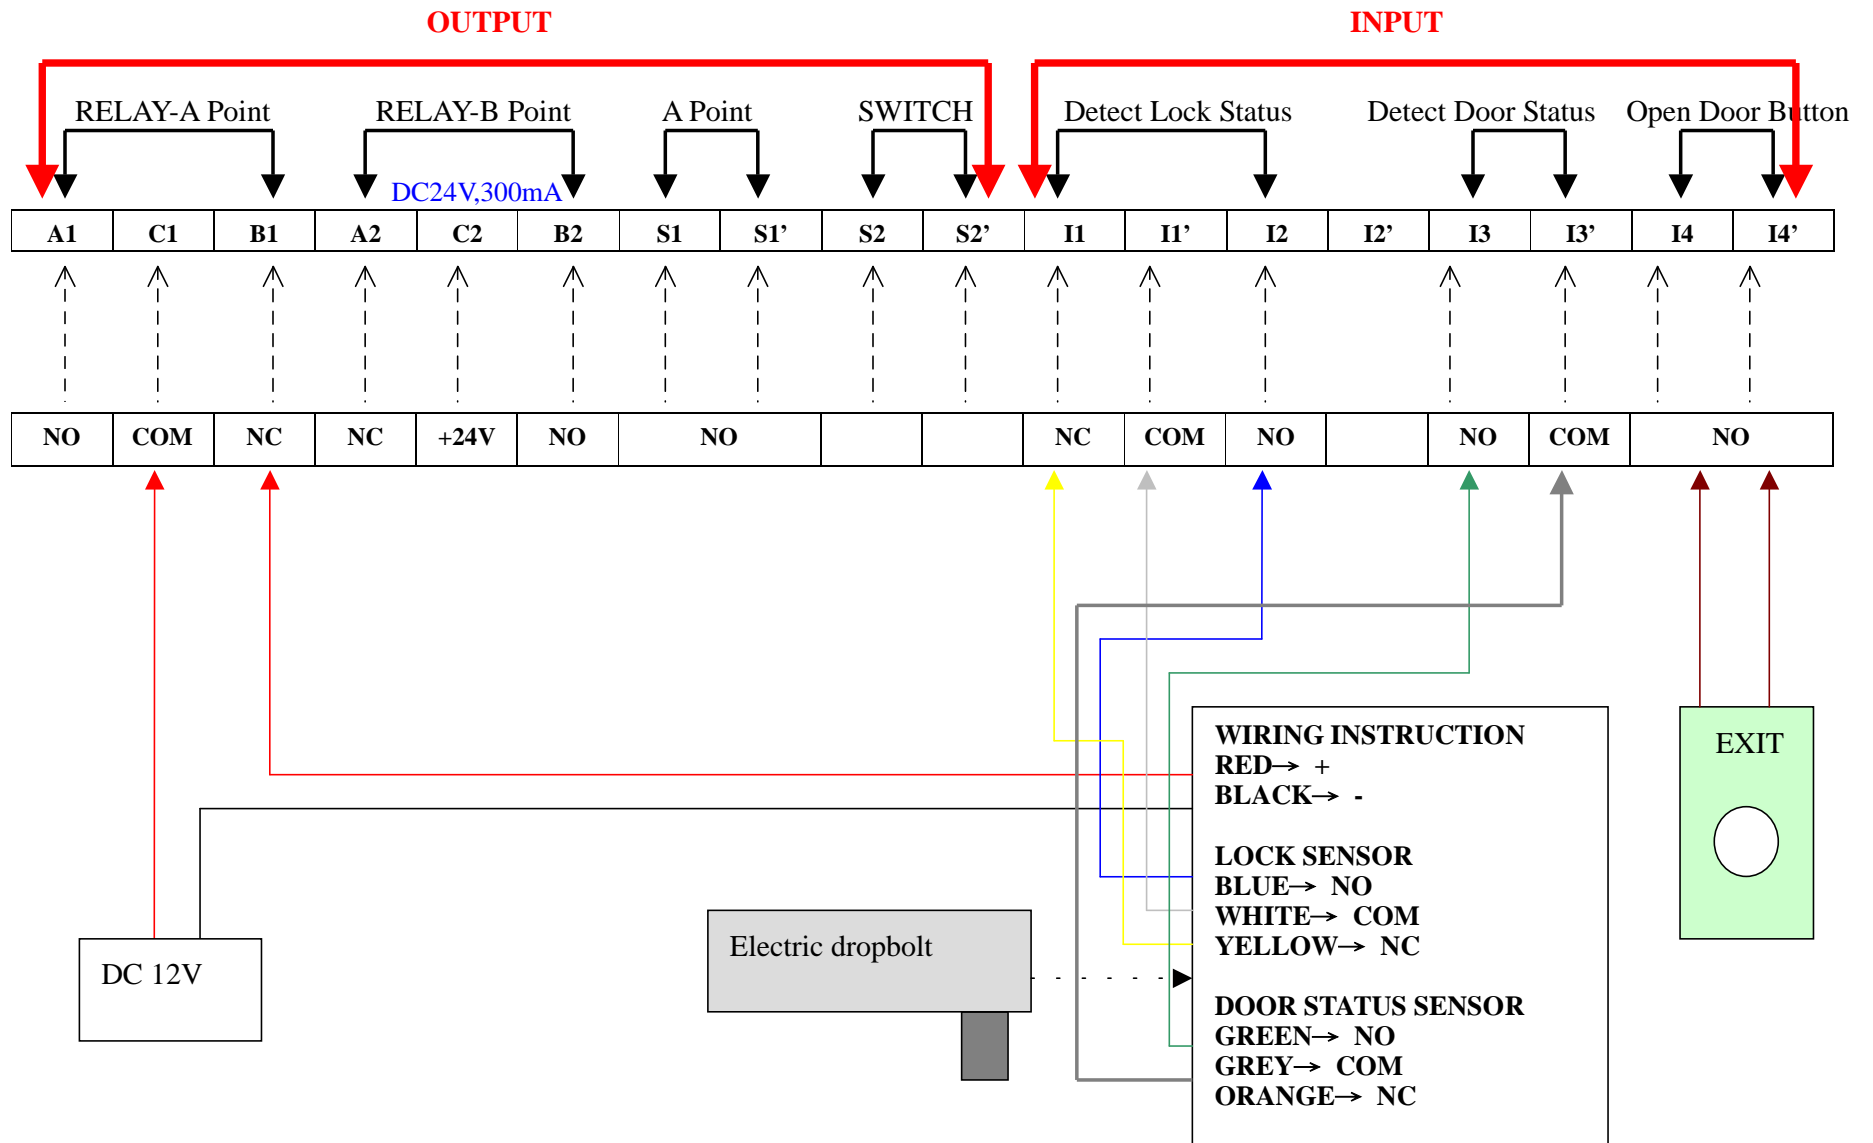 OUTPUT INPUT
RELAY-A Point RELAY-B Point A Point SWITCH Detect Lock Status Detect Door Status Open Door Button
DC24V,300mA
A1 C1 B1 A2 C2 B2 S1 S1’ S2 S2’ I1 I1’ I2 I2’ I3 I3’ I4 I4’
NO COM NC NC +24V NO NO NC COM NO NO COM NO
WIRING INSTRUCTION
RED→ +
BLACK→ -
LOCK SENSOR
BLUE→ NO
WHITE→ COM
YELLOW→ NC
DOOR STATUS SENSOR
GREEN→ NO
GREY→ COM
ORANGE→ NC
EXIT
Electric dropbolt
DC 12V